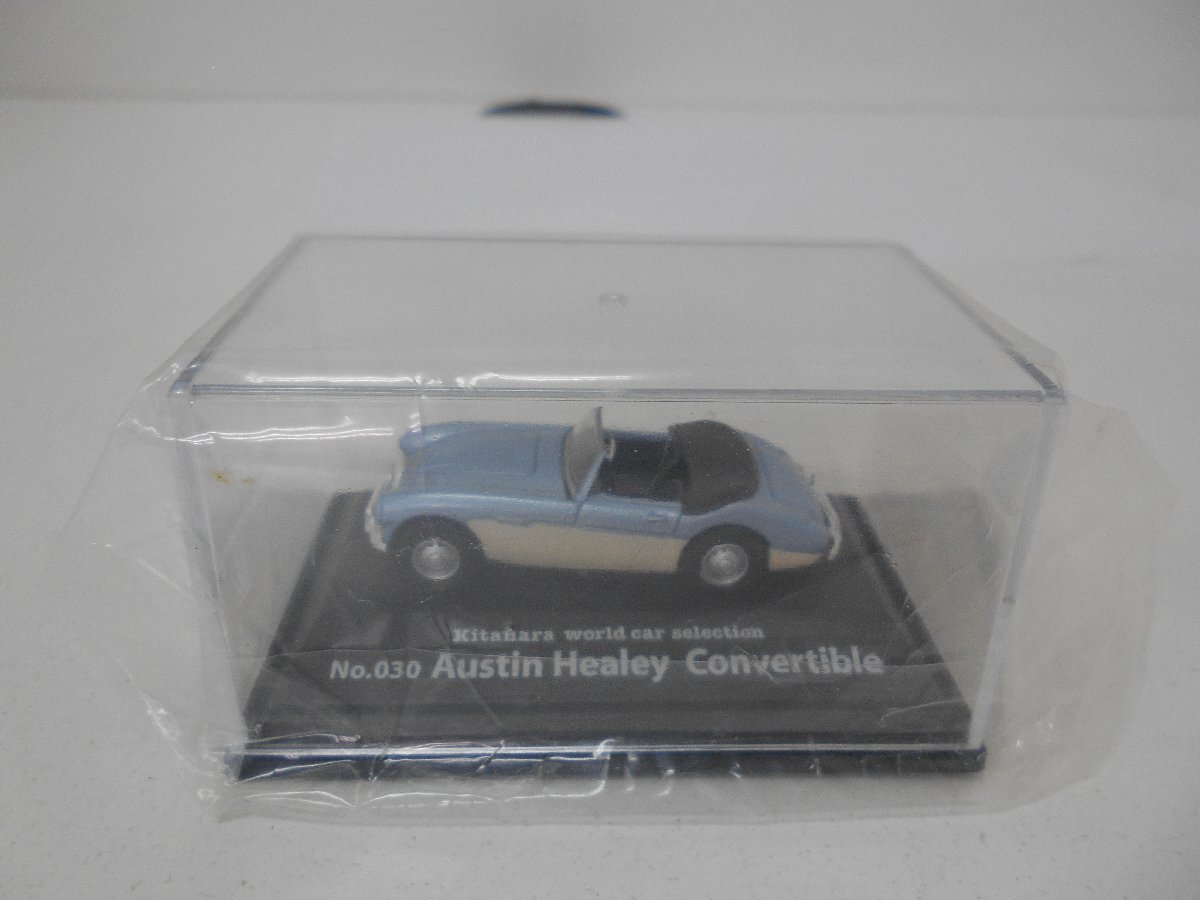 Kitahara world car selection
No.030 Austin Healey Convertible